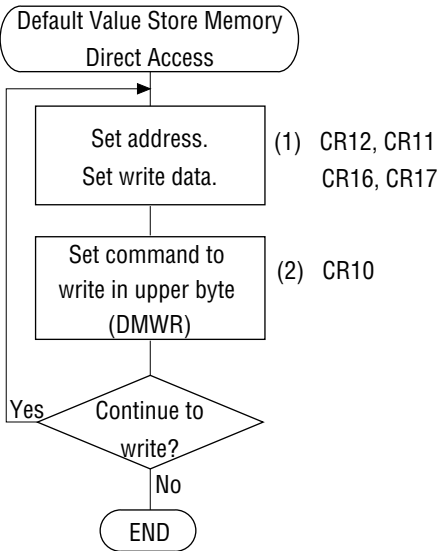 Default Value Store Memory
Direct Access
Set address.
Set write data.
(1) CR12, CR11
CR16, CR17
Set command to
write in upper byte
(DMWR)
(2) CR10
Yes
Continue to
write?
No
END